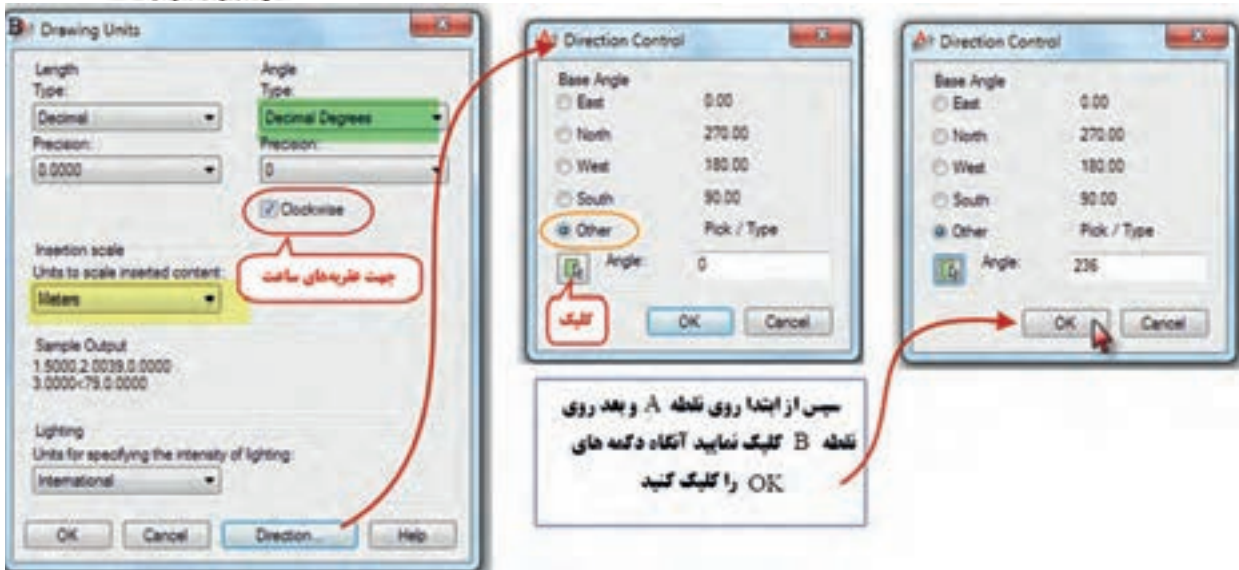 Drawing Units
Length
Type:
Decimal
Precision:
0.0000
Angle
Type:
Decimal Degrees
Precision:
0
Clockwise
جهت عقربه‌های ساعت
Insertion scale
Units to scale inserted content:
Meters
Sample Output
1.5000,2.0039,0.0000
3.0000<79,0.0000
Lighting
Units for specifying the intensity of lighting:
International
OK Cancel Direction... Help
Direction Control
Base Angle
East 0.00
North 270.00
West 180.00
South 90.00
Other Pick / Type
Angle: 0
کلیک
OK Cancel
سپس از ابتدا روی نقطه A و بعد روی
نقطه B کلیک نمایید آنگاه دکمه های
OK را کلیک کنید
Direction Control
Base Angle
East 0.00
North 270.00
West 180.00
South 90.00
Other Pick / Type
Angle: 236
OK Cancel